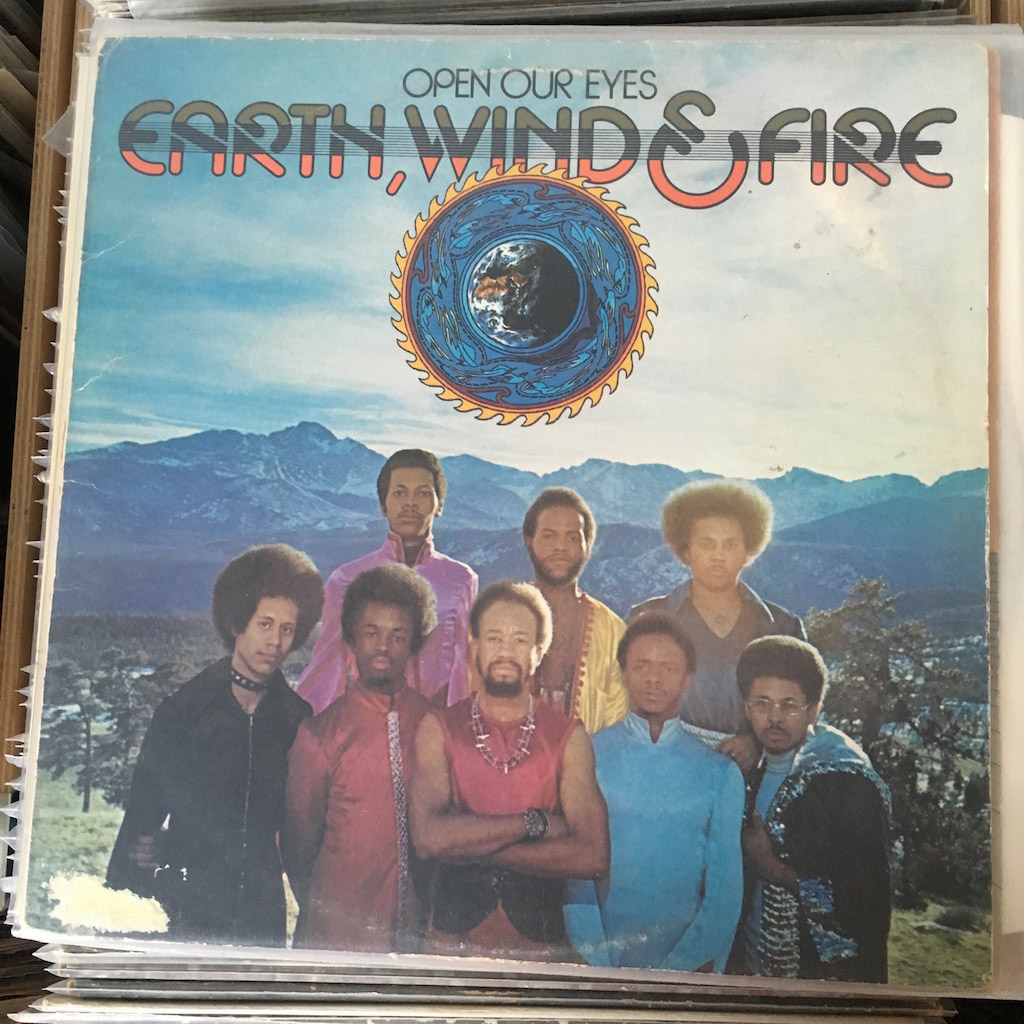 OPEN OUR EYES
EARTH, WIND & FIRE